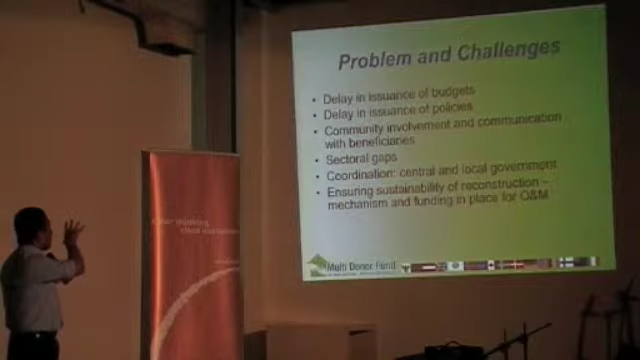 Problem and Challenges
• Delay in issuance of budgets
• Delay in issuance of policies
• Community involvement and communication
with beneficiaries
• Sectoral gaps
• Coordination: central and local government
• Ensuring sustainability of reconstruction –
mechanism and funding in place for O&M
Multi Donor Fund